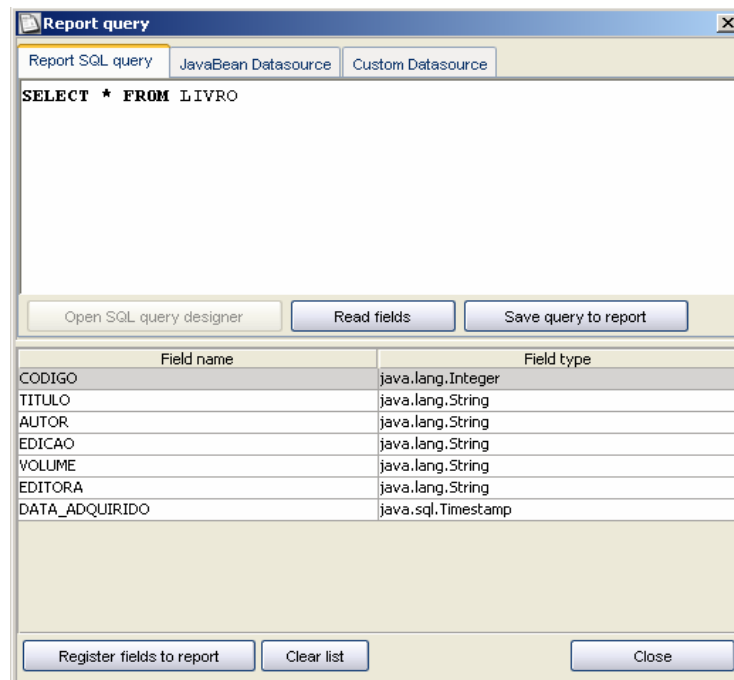 Report query
Report SQL query JavaBean Datasource Custom Datasource
SELECT * FROM LIVRO
Open SQL query designer Read fields Save query to report
Field name Field type
CODIGO java.lang.Integer
TITULO java.lang.String
AUTOR java.lang.String
EDICAO java.lang.String
VOLUME java.lang.String
EDITORA java.lang.String
DATA_ADQUIRIDO java.sql.Timestamp
Register fields to report Clear list Close